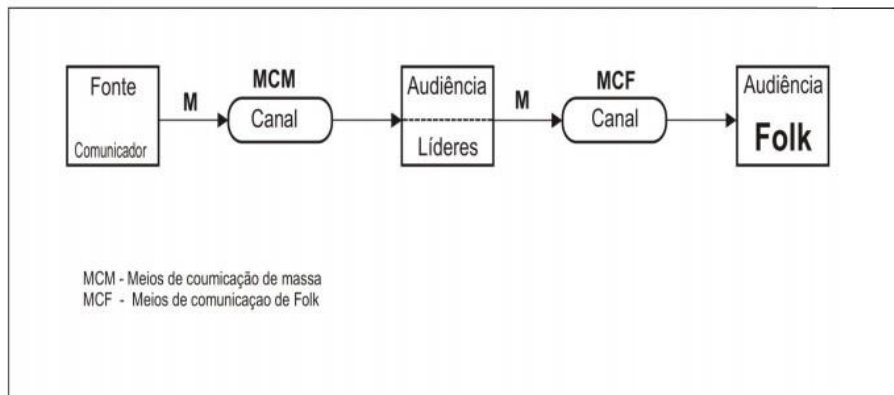 Fonte
Comunicador
M
MCM
Canal
Audiência
Líderes
M
MCF
Canal
Audiência
Folk
MCM - Meios de coumicação de massa
MCF - Meios de comunicaçao de Folk